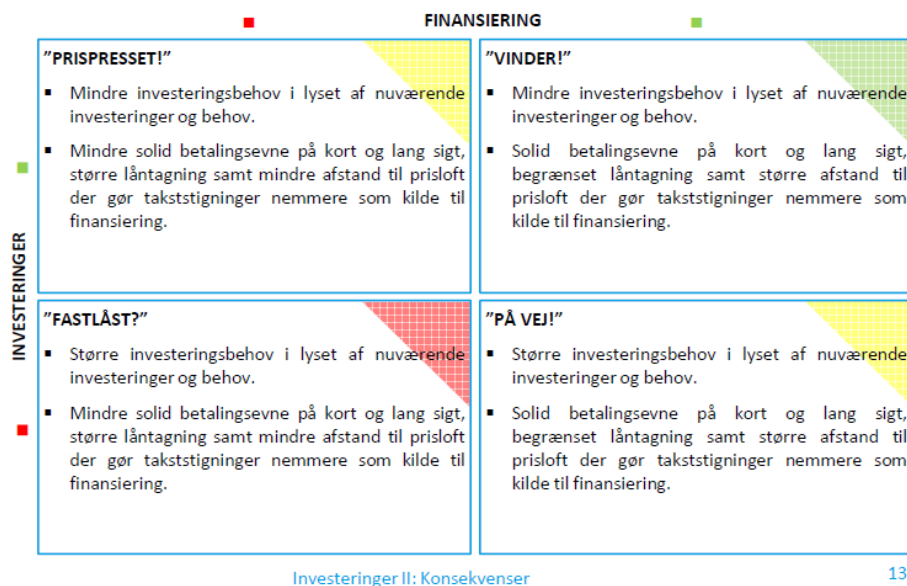 FINANSIERING
INVESTERINGER
"PRISPRESSET!"
▪ Mindre investeringsbehov i lyset af nuværende
investeringer og behov.
▪ Mindre solid betalingsevne på kort og lang sigt,
større låntagning samt mindre afstand til prisloft
der gør takststigninger nemmere som kilde til
finansiering.
"VINDER!"
▪ Mindre investeringsbehov i lyset af nuværende
investeringer og behov.
▪ Solid betalingsevne på kort og lang sigt,
begrænset låntagning samt større afstand til
prisloft der gør takststigninger nemmere som
kilde til finansiering.
"FASTLÅST?"
▪ Større investeringsbehov i lyset af nuværende
investeringer og behov.
▪ Mindre solid betalingsevne på kort og lang sigt,
større låntagning samt mindre afstand til prisloft
der gør takststigninger nemmere som kilde til
finansiering.
"PÅ VEJ!"
▪ Større investeringsbehov i lyset af nuværende
investeringer og behov.
▪ Solid betalingsevne på kort og lang sigt,
begrænset låntagning samt større afstand til
prisloft der gør takststigninger nemmere som
kilde til finansiering.
Investeringer II: Konsekvenser
13